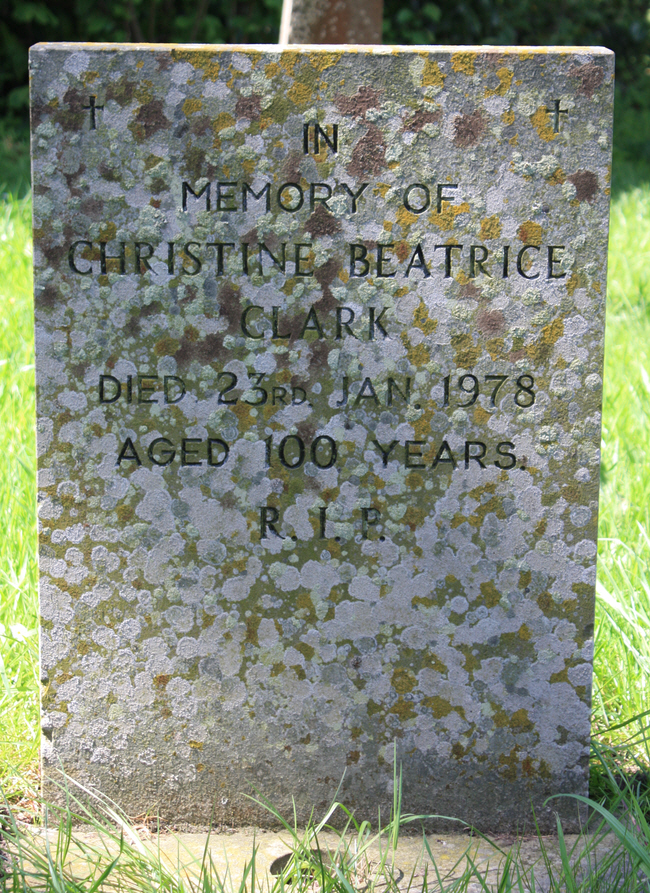 IN
MEMORY OF
CHRISTINE BEATRICE
CLARK
DIED 23RD. JAN. 1978
AGED 100 YEARS.
R. I. P.